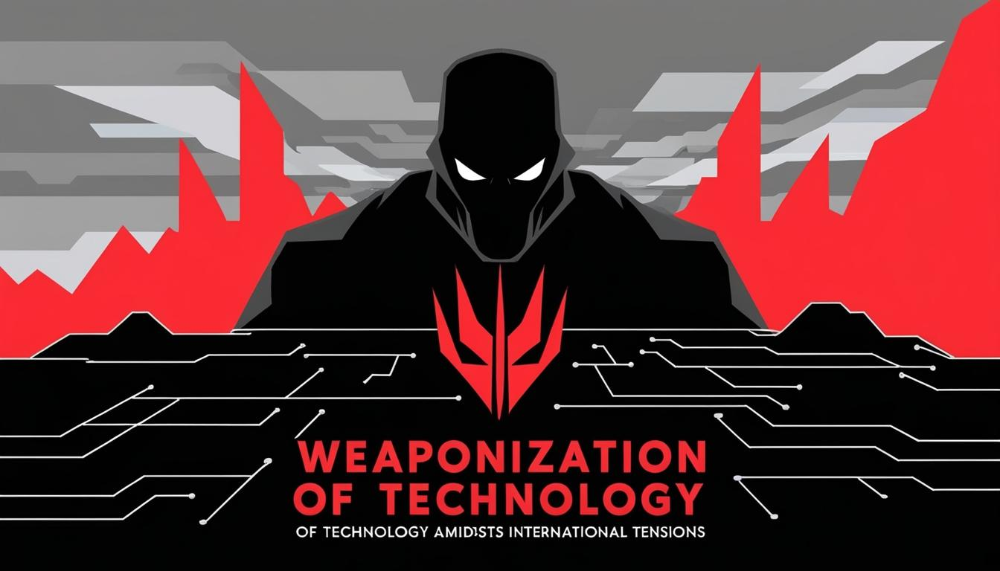 WEAPONIZATION
OF TECHNOLOGY
OF TECHNOLOGY AMIDISTS INTERNATIONAL TENSIONS